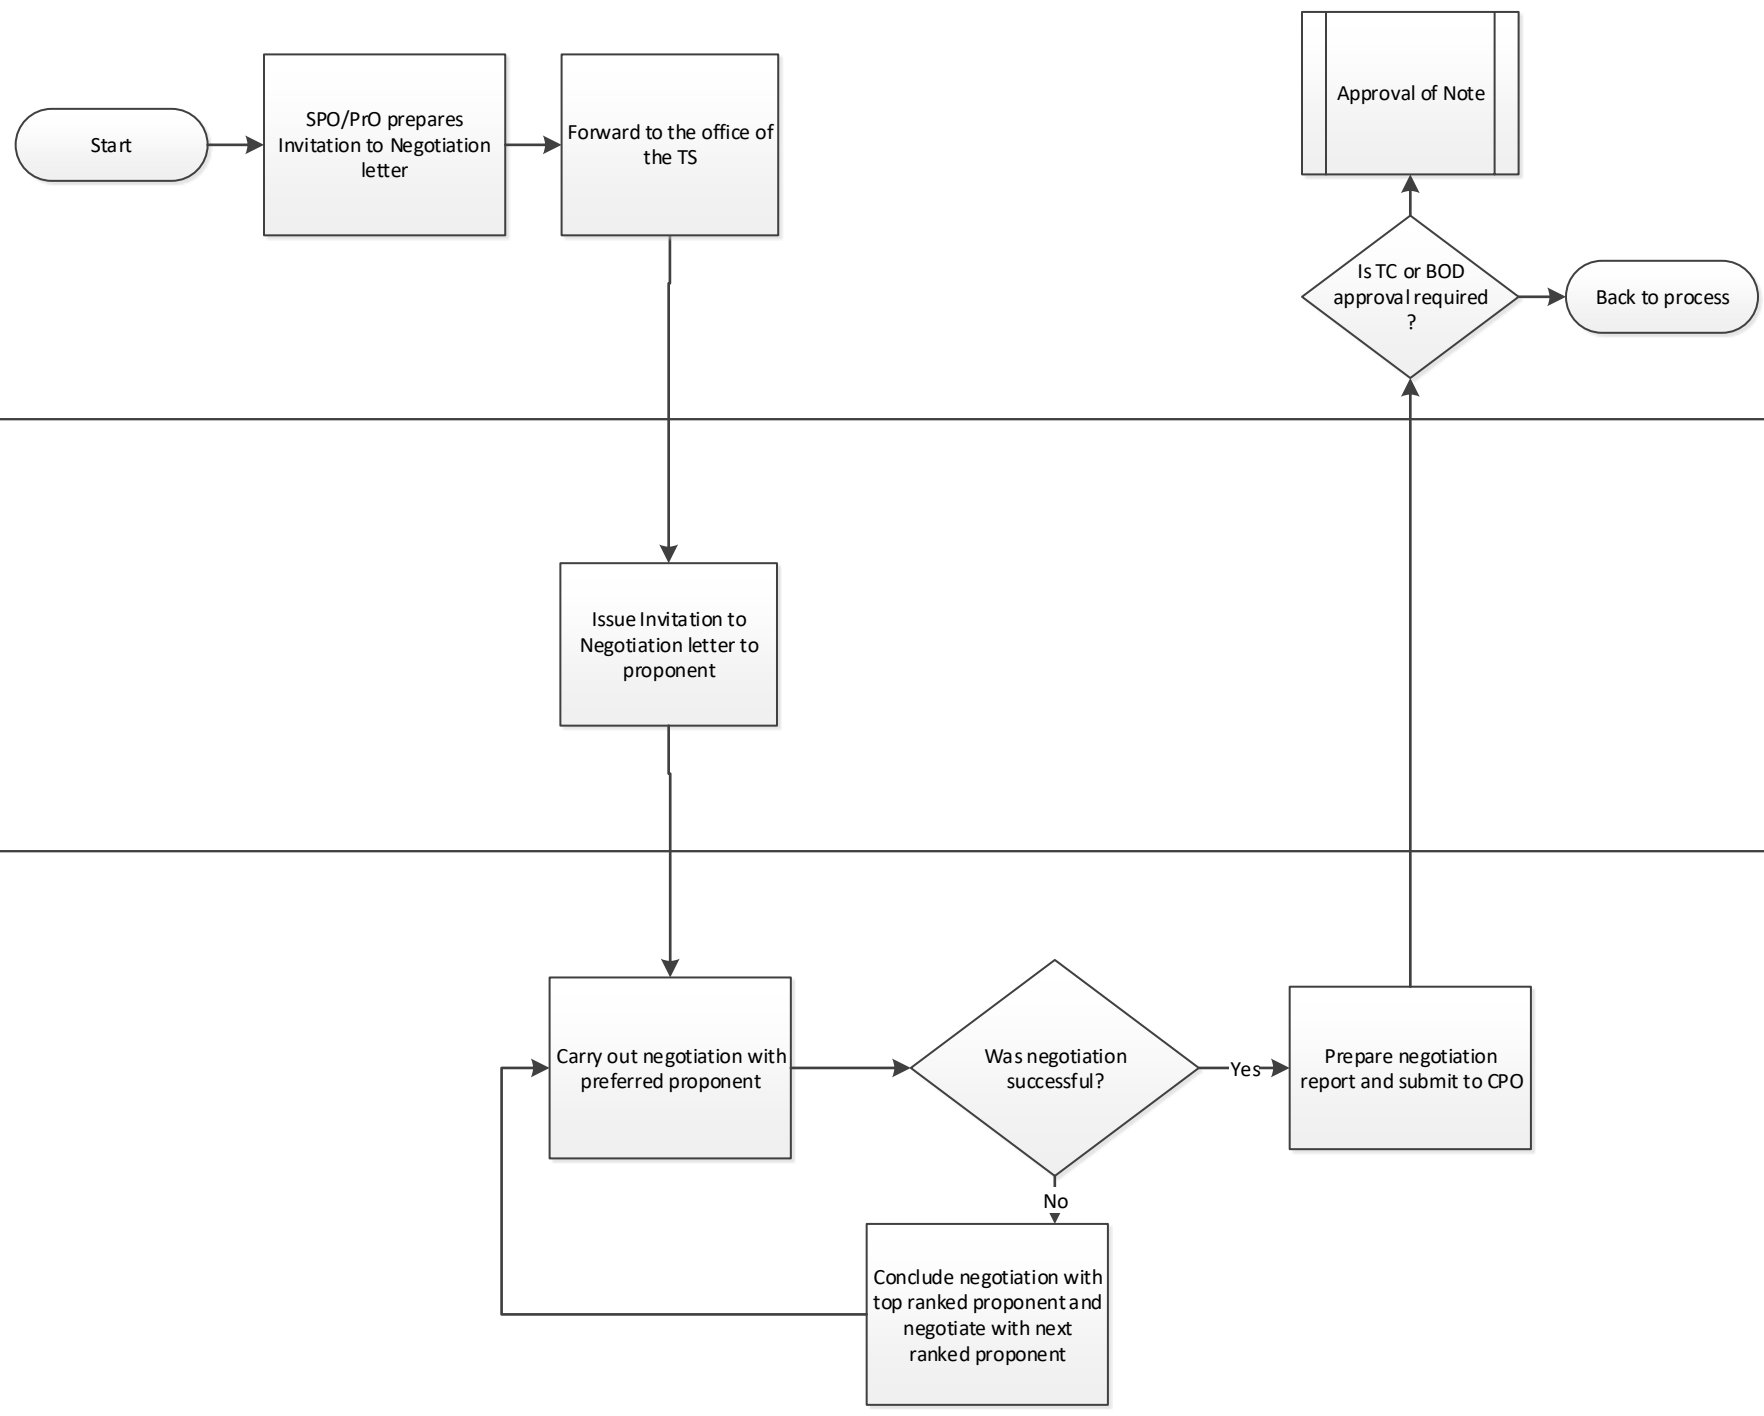 Start
SPO/PrO prepares
Invitation to Negotiation
letter
Forward to the office of
the TS
Approval of Note
Is TC or BOD
approval required
?
Back to process
Issue Invitation to
Negotiation letter to
proponent
Carry out negotiation with
preferred proponent
Was negotiation
successful?
Yes
Prepare negotiation
report and submit to CPO
No
Conclude negotiation with
top ranked proponent and
negotiate with next
ranked proponent